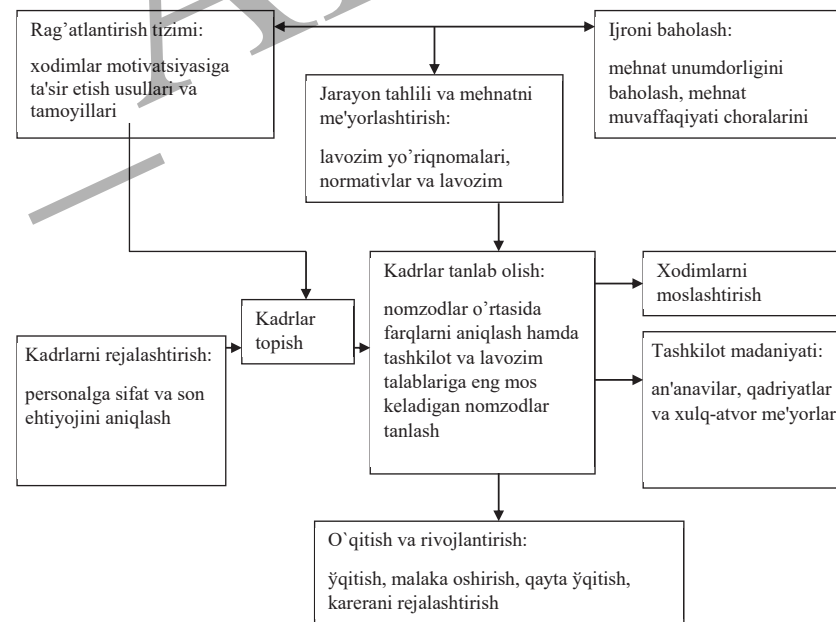 Rag’atlantirish tizimi:
xodimlar motivatsiyasiga
ta'sir etish usullari va
tamoyillari
Ijroni baholash:
mehnat unumdorligini
baholash, mehnat
muvaffaqiyati choralarini
Jarayon tahlili va mehnatni
me'yorlashtirish:
lavozim yo’riqnomalari,
normativlar va lavozim
Kadrlarni rejalashtirish:
personalga sifat va son
ehtiyojini aniqlash
Kadrlar
topish
Kadrlar tanlab olish:
nomzodlar o’rtasida
farqlarni aniqlash hamda
tashkilot va lavozim
talablariga eng mos
keladigan nomzodlar
tanlash
Xodimlarni
moslashtirish
Tashkilot madaniyati:
an'anavilar, qadriyatlar
va xulq-atvor me'yorlar
O`qitish va rivojlantirish:
ўqitish, malaka oshirish, qayta ўqitish,
karerani rejalashtirish